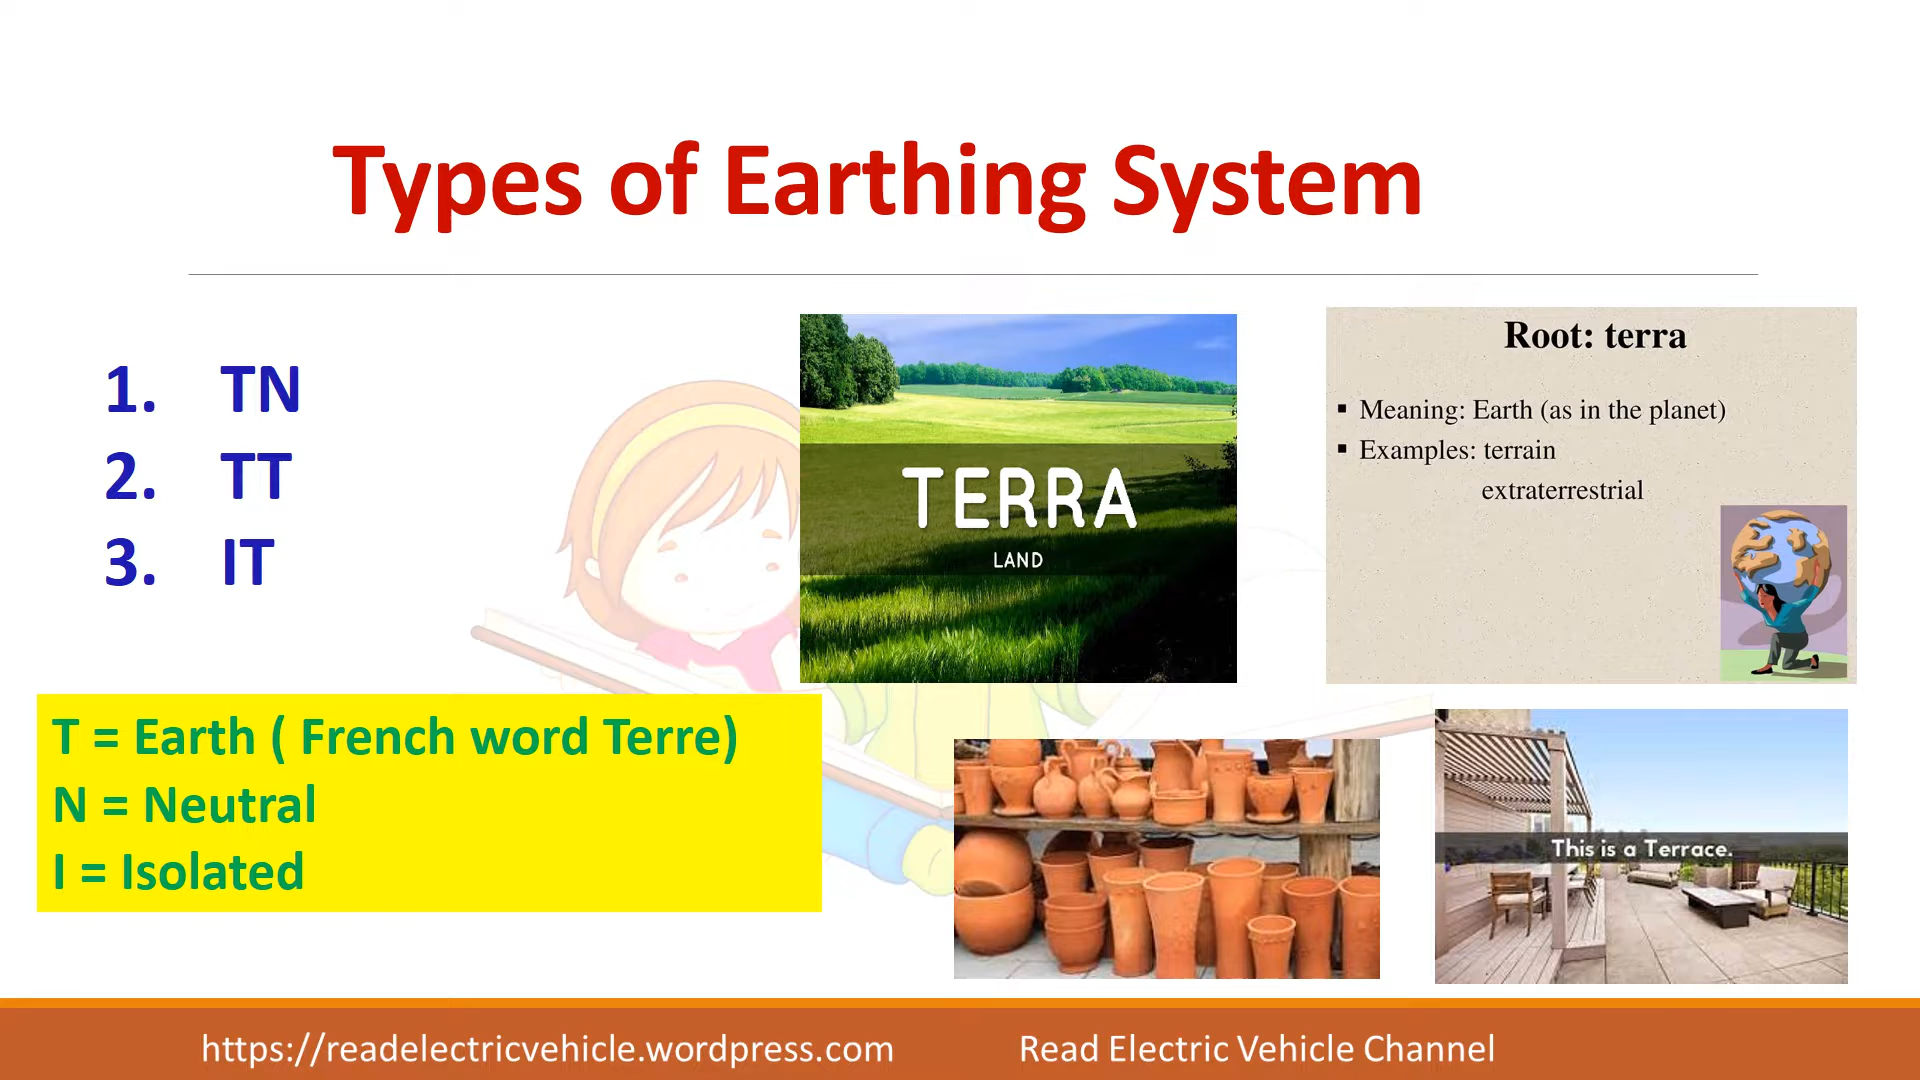 Types of Earthing System
1. TN
2. TT
3. IT
T = Earth ( French word Terre)
N = Neutral
I = Isolated
TERRA
LAND
Root: terra
▪ Meaning: Earth (as in the planet)
▪ Examples: terrain
extraterrestrial
This is a Terrace.
https://readelectricvehicle.wordpress.com
Read Electric Vehicle Channel